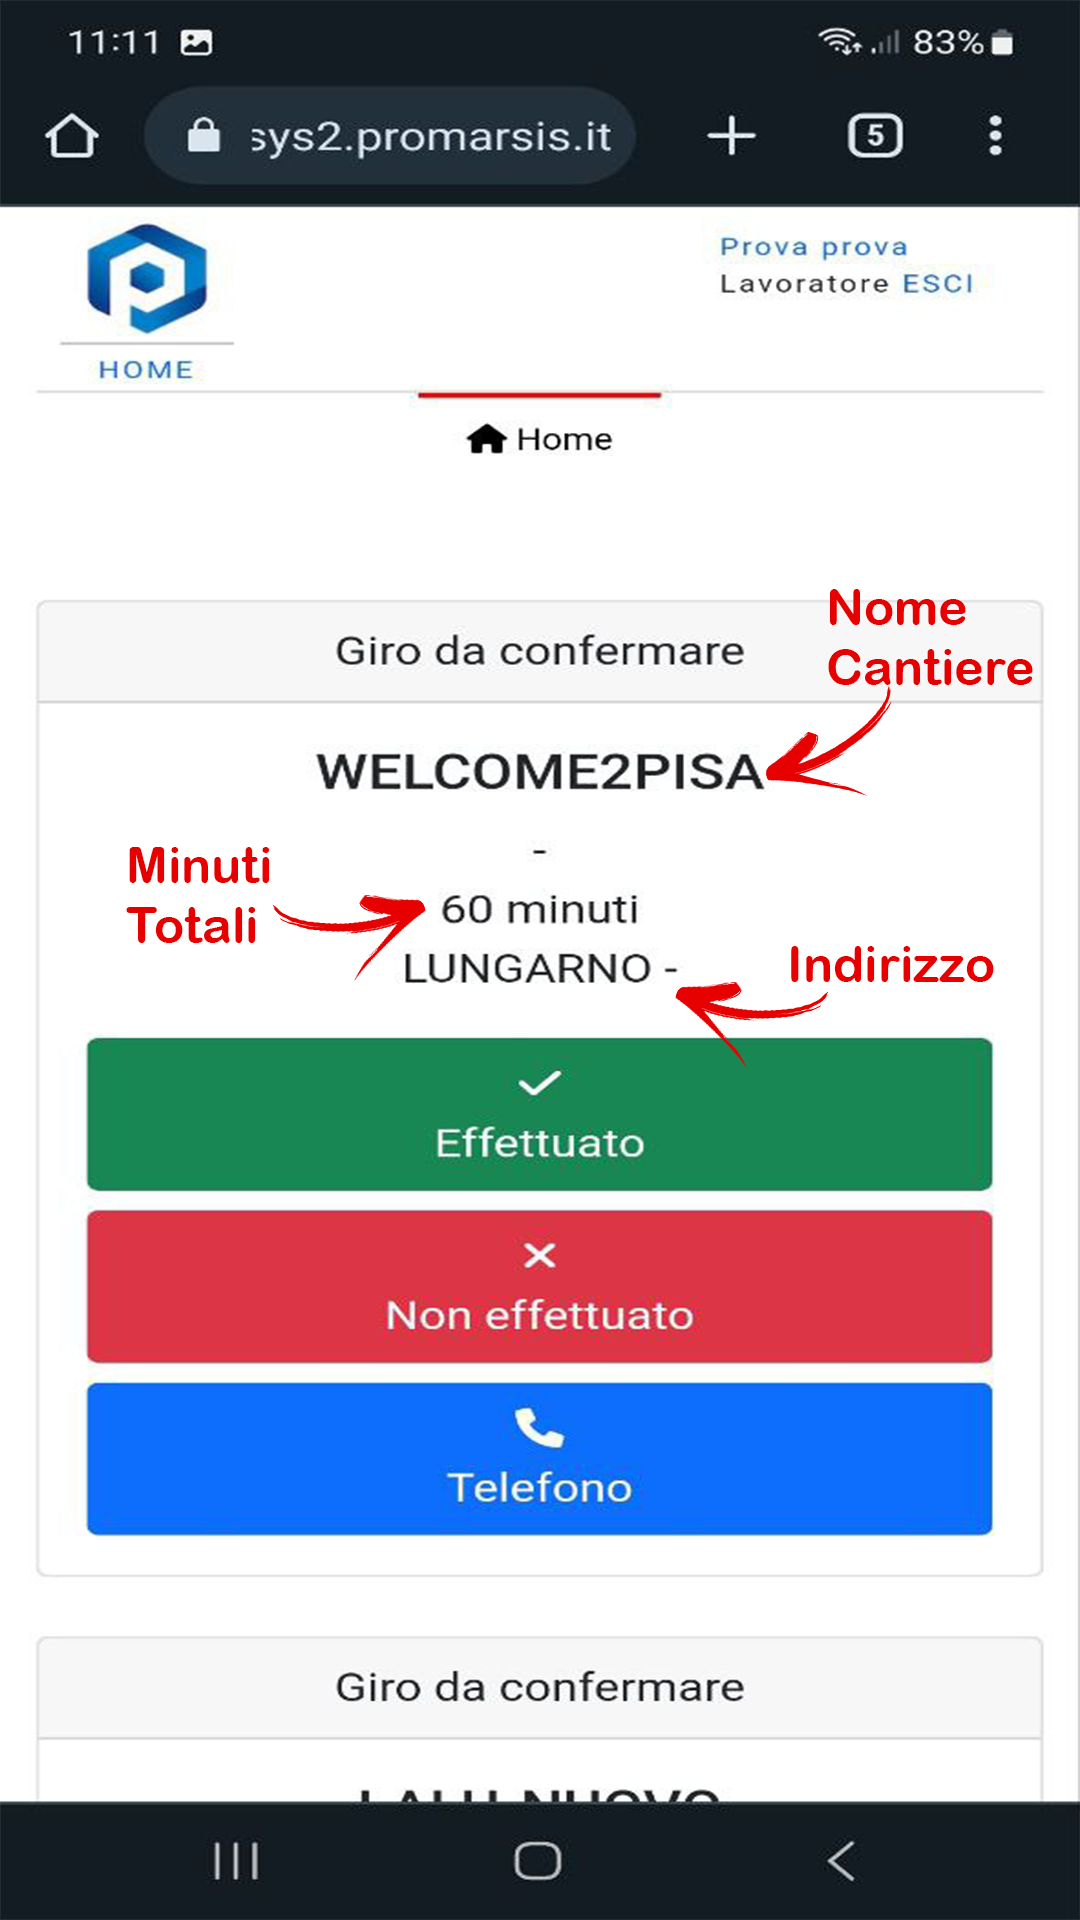 11:11 83%
sys2.promarsis.it 5
Prova prova
Lavoratore ESCI
HOME
Home
Giro da confermare
Nome
Cantiere
WELCOME2PISA
-
Minuti
Totali
60 minuti
LUNGARNO -
Indirizzo
Effettuato
Non effettuato
Telefono
Giro da confermare